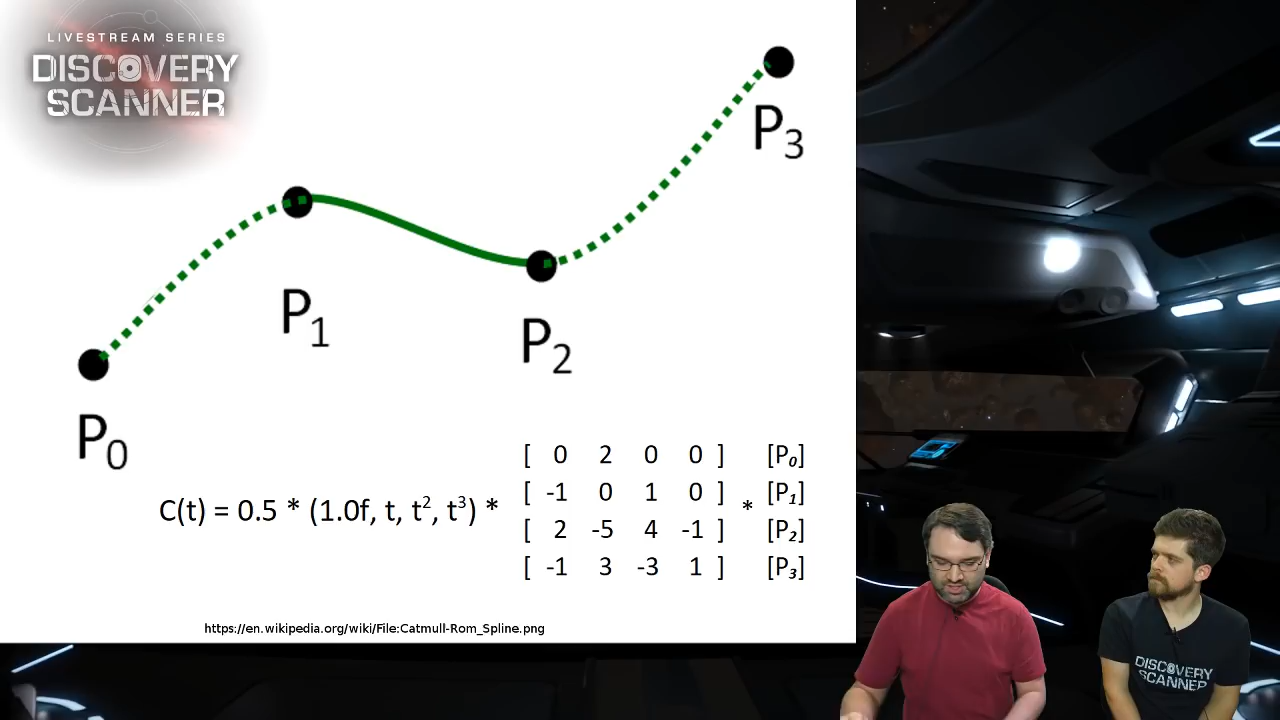 LIVESTREAM SERIES
DISCOVERY
SCANNER
P3
P1
P2
P0
C(t) = 0.5 * (1.0f, t, t², t³) *
[ 0 2 0 0 ] [P0]
[ -1 0 1 0 ] * [P1]
[ 2 -5 4 -1 ] [P2]
[ -1 3 -3 1 ] [P3]
https://en.wikipedia.org/wiki/File:Catmull-Rom_Spline.png
DISCOVERY
SCANNER